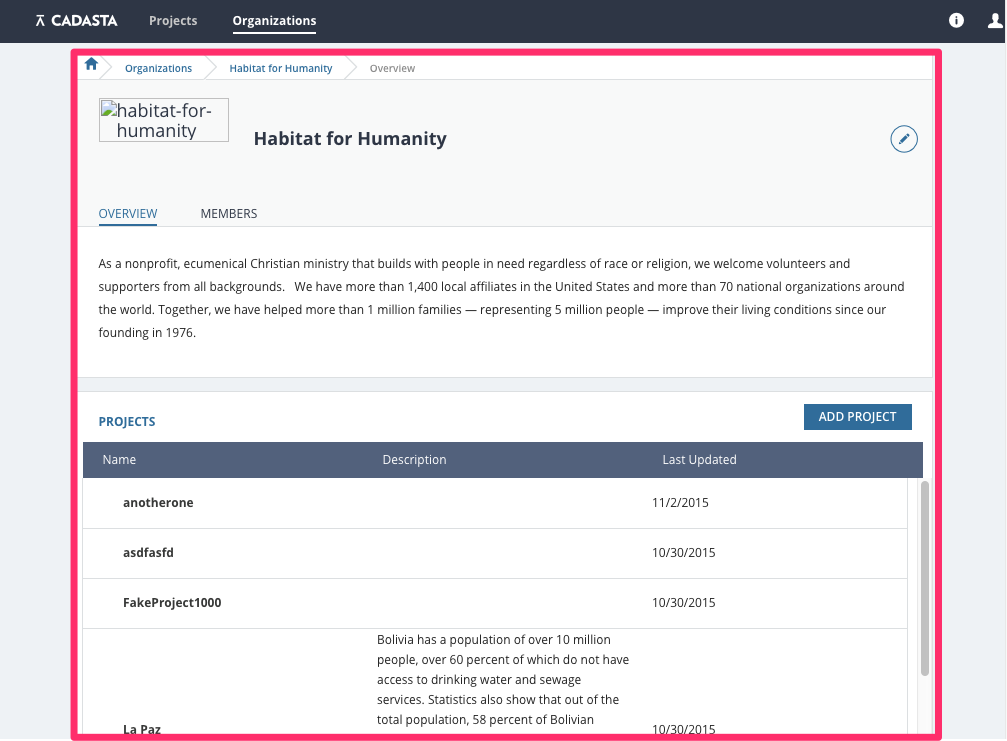 CADASTA Projects Organizations
Organizations Habitat for Humanity Overview
habitat-for-
humanity
Habitat for Humanity
OVERVIEW MEMBERS
As a nonprofit, ecumenical Christian ministry that builds with people in need regardless of race or religion, we welcome volunteers and
supporters from all backgrounds. We have more than 1,400 local affiliates in the United States and more than 70 national organizations around
the world. Together, we have helped more than 1 million families — representing 5 million people — improve their living conditions since our
founding in 1976.
PROJECTS ADD PROJECT
Name Description Last Updated
anotherone 11/2/2015
asdfasfd 10/30/2015
FakeProject1000 10/30/2015
Bolivia has a population of over 10 million
people, over 60 percent of which do not have
access to drinking water and sewage
services. Statistics also show that out of the
total population, 58 percent of Bolivian
La Paz 10/30/2015